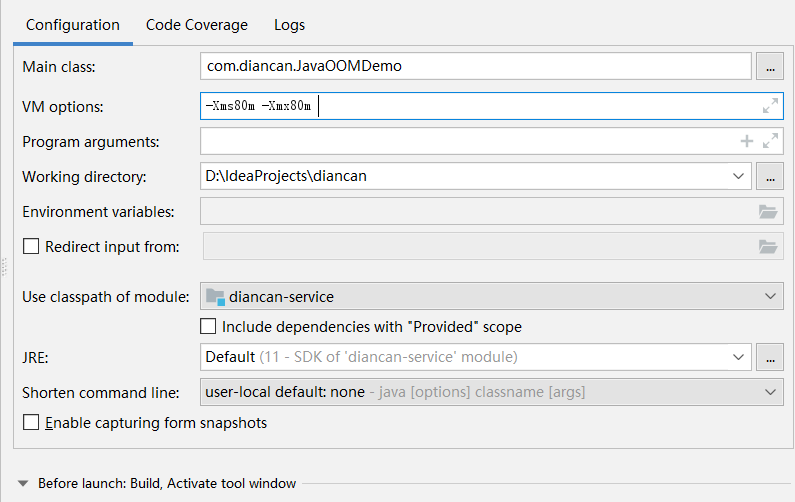 Configuration Code Coverage Logs
Main class: com.diancan.JavaOOMDemo ...
VM options: -Xms80m -Xmx80m
Program arguments:
Working directory: D:\IdeaProjects\diancan ...
Environment variables:
Redirect input from:
Use classpath of module: diancan-service
Include dependencies with "Provided" scope
JRE: Default (11 - SDK of 'diancan-service' module) ...
Shorten command line: user-local default: none - java [options] classname [args]
Enable capturing form snapshots
Before launch: Build, Activate tool window